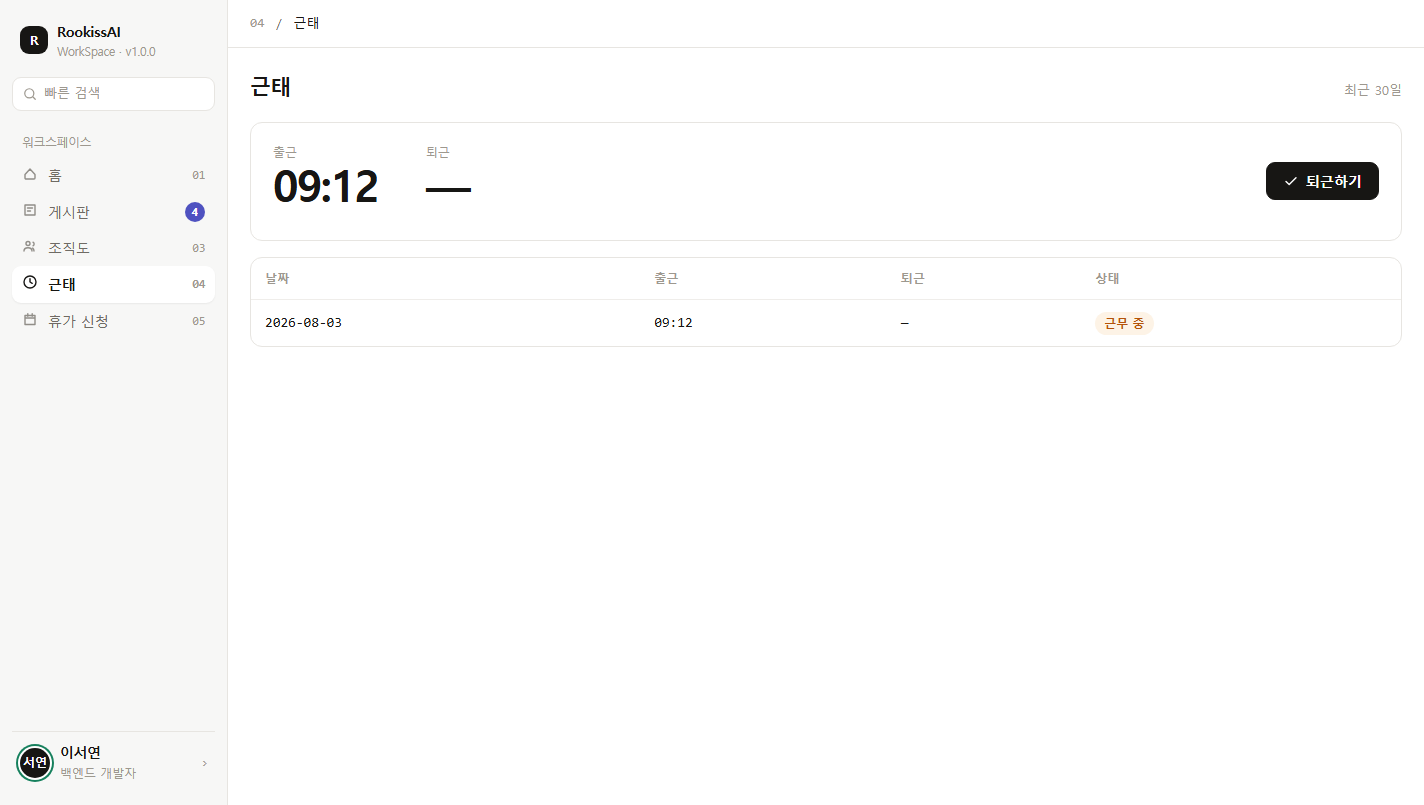 R
RookissAI
WorkSpace · v1.0.0
빠른 검색
워크스페이스
홈 01
게시판 4
조직도 03
근태 04
휴가 신청 05
서연
이서연
백엔드 개발자
04 / 근태
근태
최근 30일
출근 퇴근
09:12 —
퇴근하기
날짜 출근 퇴근 상태
2026-08-03 09:12 — 근무 중